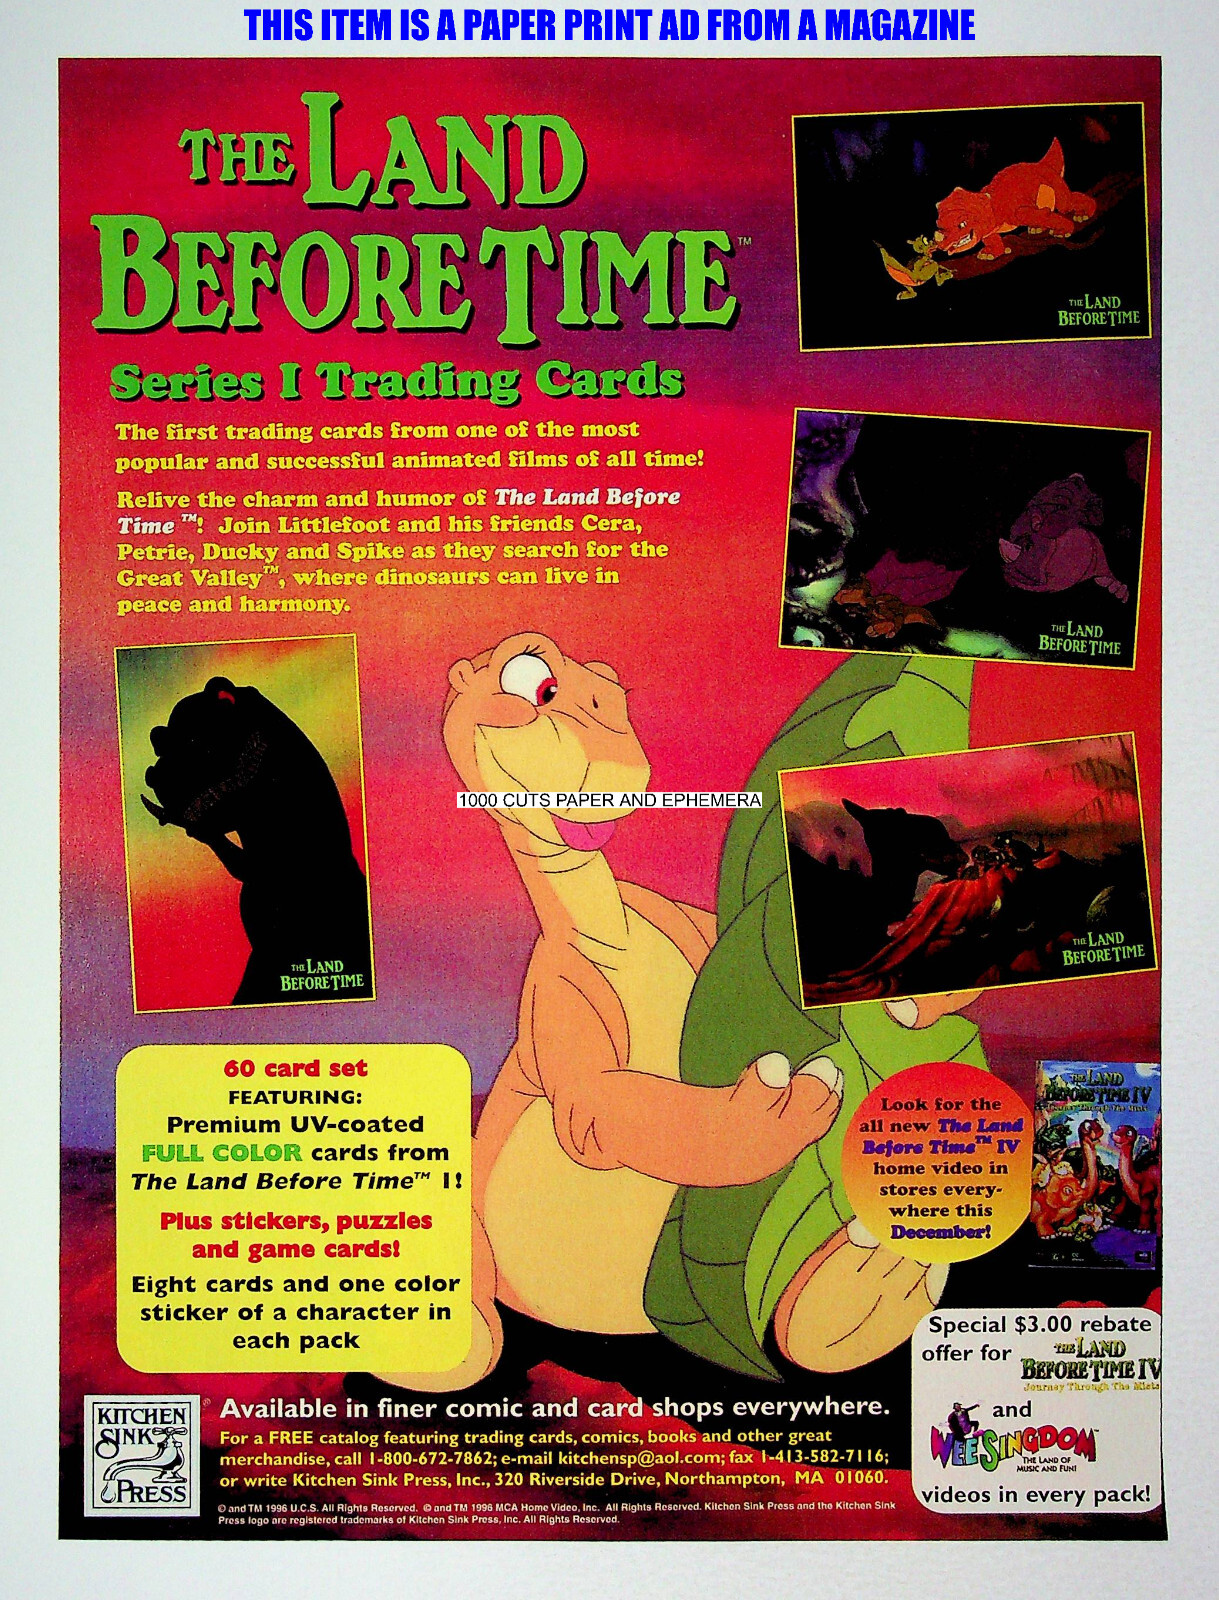 THIS ITEM IS A PAPER PRINT AD FROM A MAGAZINE
THE LAND
BEFORE TIME™
Series I Trading Cards
The first trading cards from one of the most
popular and successful animated films of all time!
Relive the charm and humor of The Land Before
Time™! Join Littlefoot and his friends Cera,
Petrie, Ducky and Spike as they search for the
Great Valley™, where dinosaurs can live in
peace and harmony.
THE LAND
BEFORE TIME
THE LAND
BEFORE TIME
THE LAND
BEFORE TIME
THE LAND
BEFORE TIME
1000 CUTS PAPER AND EPHEMERA
60 card set
FEATURING:
Premium UV-coated
FULL COLOR cards from
The Land Before Time™ I!
Plus stickers, puzzles
and game cards!
Eight cards and one color
sticker of a character in
each pack
Look for the
all new The Land
Before Time™ IV
home video in
stores every-
where this
December!
THE LAND
BEFORE TIME IV
Journey Through The Mists
Special $3.00 rebate
offer for THE LAND
BEFORE TIME IV
Journey Through The Mists
and
WEESINGDOM™
THE LAND OF
MUSIC AND FUN!
videos in every pack!
KITCHEN
SINK
PRESS
®
Available in finer comic and card shops everywhere.
For a FREE catalog featuring trading cards, comics, books and other great
merchandise, call 1-800-672-7862; e-mail kitchensp@aol.com; fax 1-413-582-7116;
or write Kitchen Sink Press, Inc., 320 Riverside Drive, Northampton, MA 01060.
© and TM 1996 U.C.S. All Rights Reserved. © and TM 1996 MCA Home Video, Inc. All Rights Reserved. Kitchen Sink Press and the Kitchen Sink
Press logo are registered trademarks of Kitchen Sink Press, Inc. All Rights Reserved.